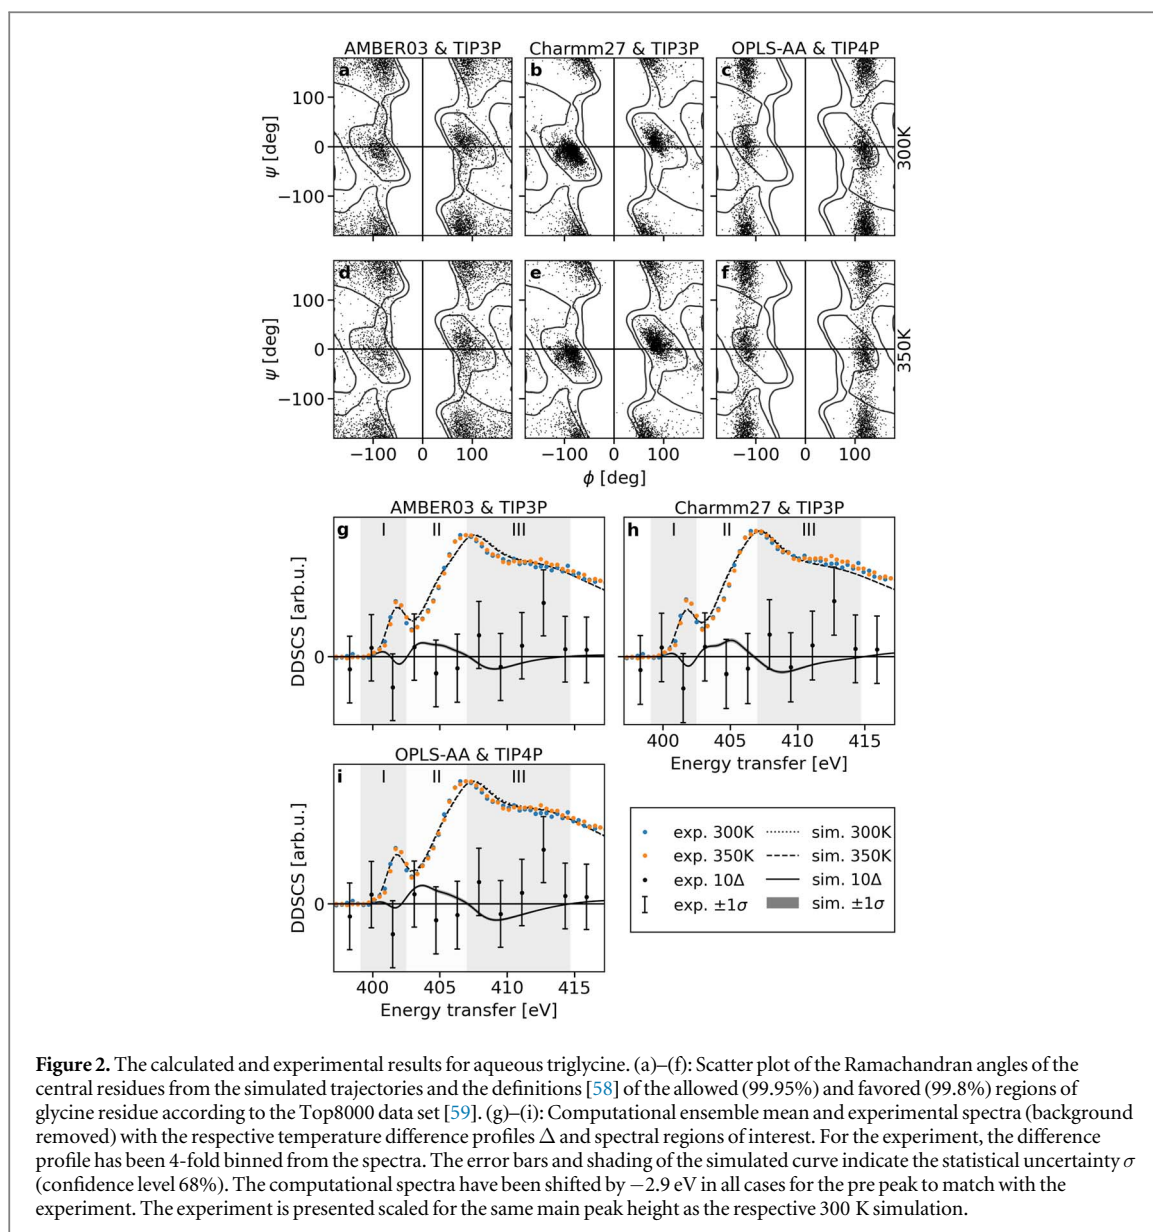 AMBER03 & TIP3P Charmm27 & TIP3P OPLS-AA & TIP4P
a b c
100
0
−100
ψ [deg]
300K
d e f
100
0
−100
ψ [deg]
350K
−100 0 100 −100 0 100 −100 0 100
ϕ [deg]
AMBER03 & TIP3P Charmm27 & TIP3P
g I II III h I II III
DDSCS [arb.u.]
0
400 405 410 415
Energy transfer [eV]
OPLS-AA & TIP4P
i I II III
DDSCS [arb.u.]
0
400 405 410 415
Energy transfer [eV]
exp. 300K sim. 300K
exp. 350K sim. 350K
exp. 10Δ sim. 10Δ
exp. ±1σ sim. ±1σ
Figure 2. The calculated and experimental results for aqueous triglycine. (a)–(f): Scatter plot of the Ramachandran angles of the
central residues from the simulated trajectories and the definitions [58] of the allowed (99.95%) and favored (99.8%) regions of
glycine residue according to the Top8000 data set [59]. (g)–(i): Computational ensemble mean and experimental spectra (background
removed) with the respective temperature difference profiles Δ and spectral regions of interest. For the experiment, the difference
profile has been 4-fold binned from the spectra. The error bars and shading of the simulated curve indicate the statistical uncertainty σ
(confidence level 68%). The computational spectra have been shifted by −2.9 eV in all cases for the pre peak to match with the
experiment. The experiment is presented scaled for the same main peak height as the respective 300 K simulation.